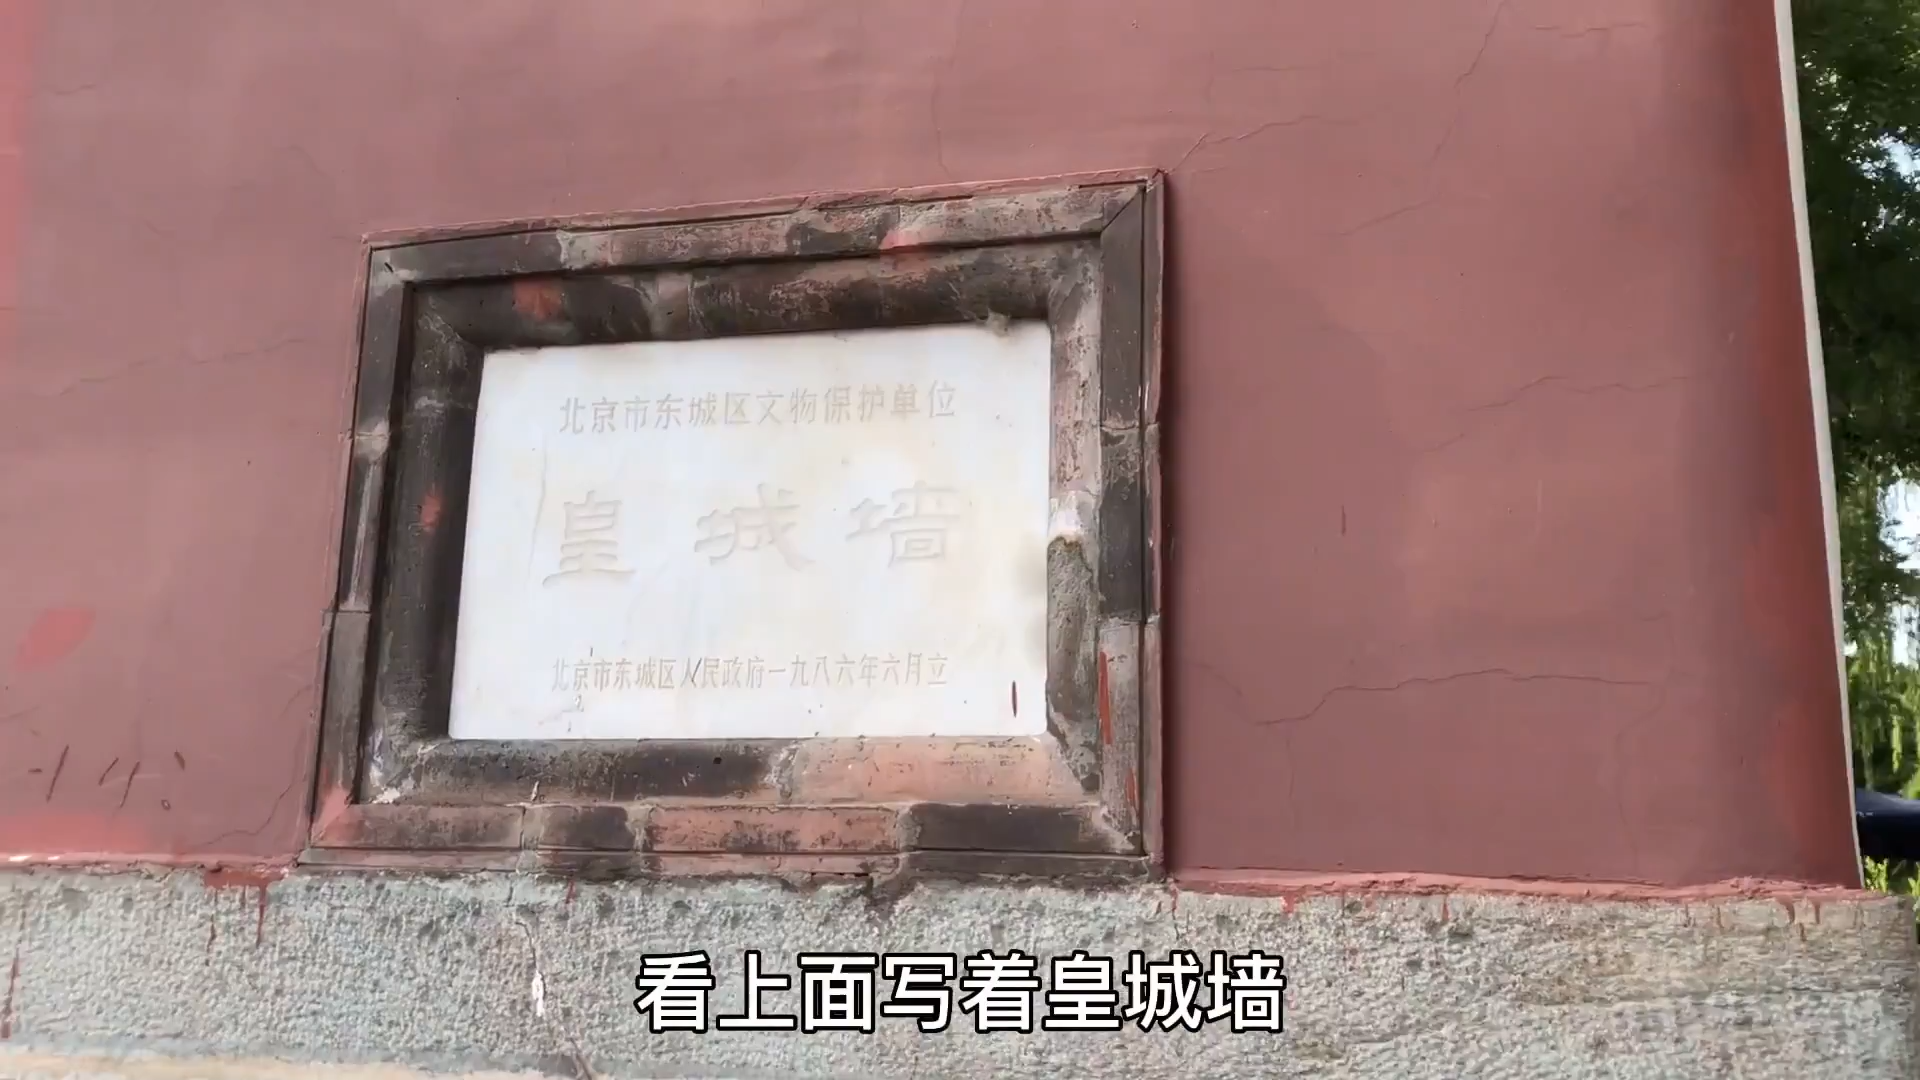 北京市东城区文物保护单位
皇城墙
北京市东城区人民政府一九八六年六月立
看上面写着皇城墙